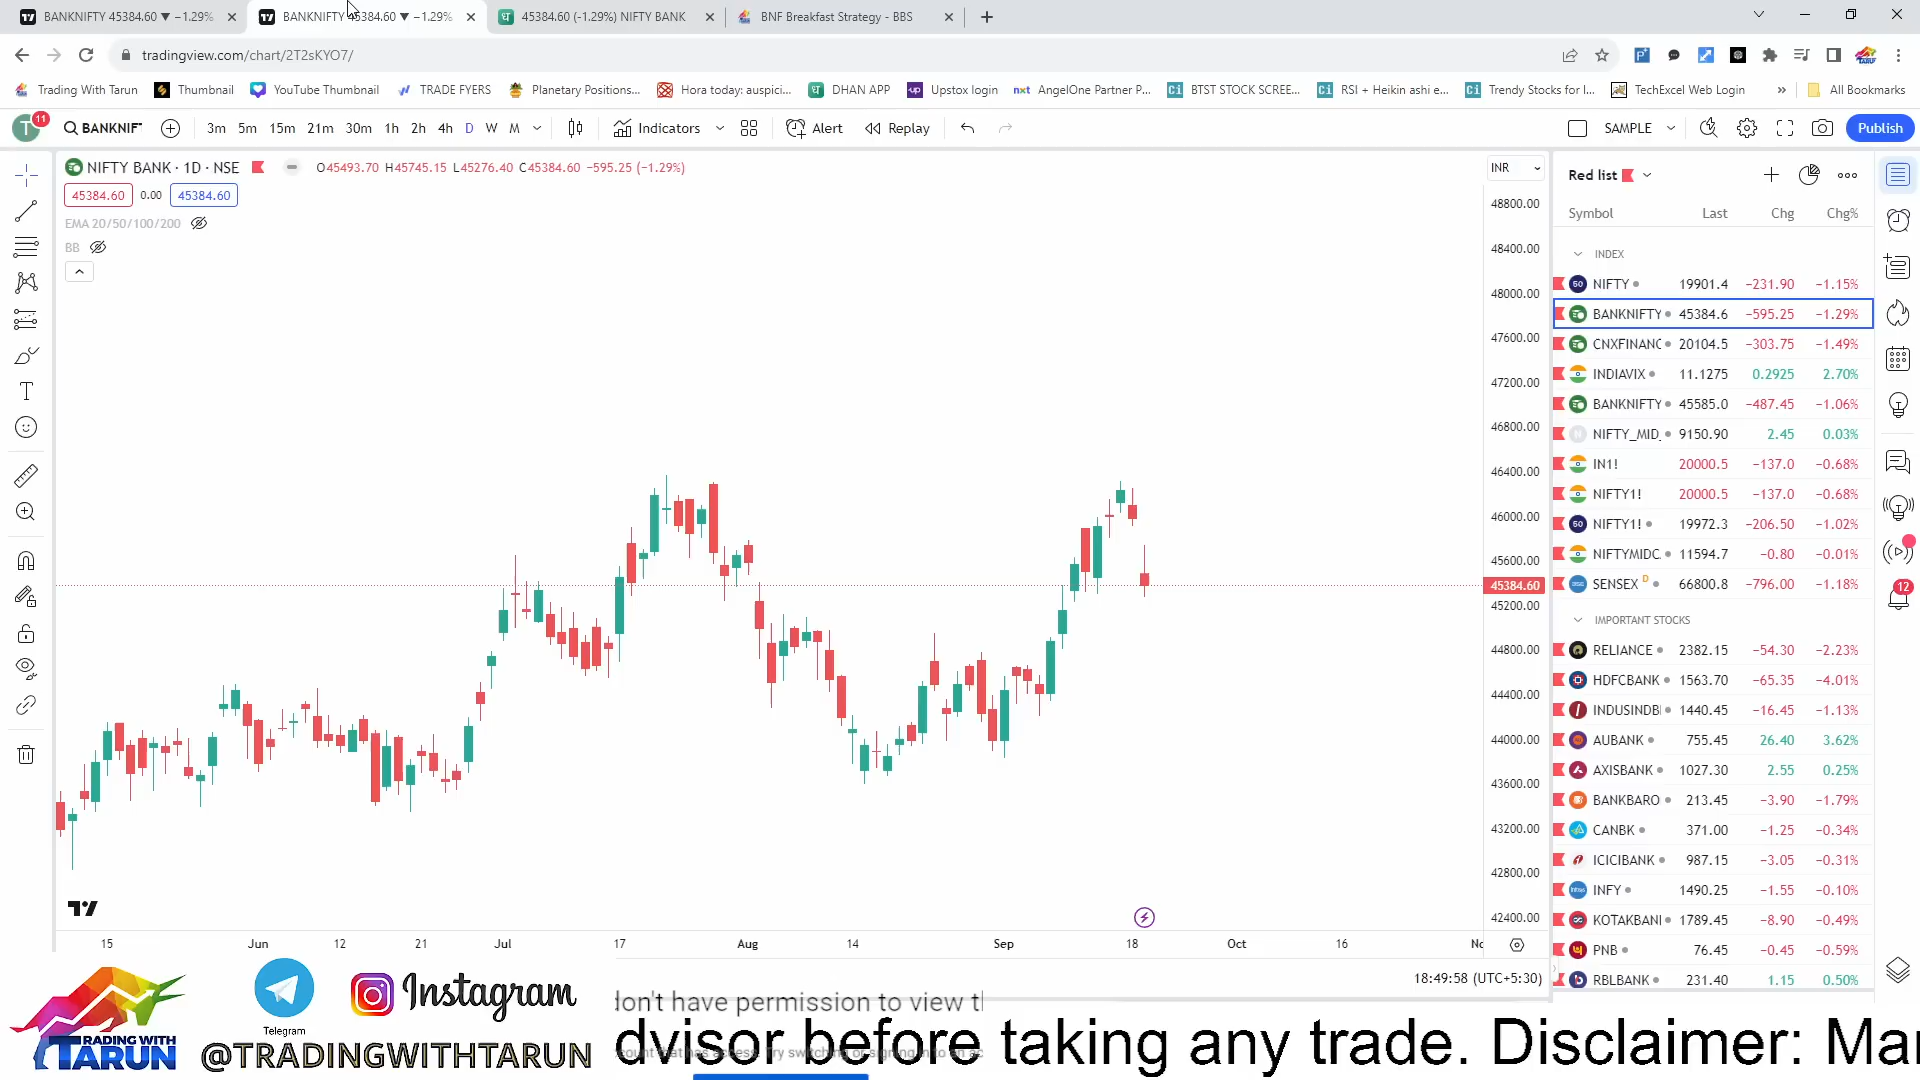 BANKNIFTY 45384.60 ▼ −1.29%
BANKNIFTY 45384.60 ▼ −1.29%
45384.60 (-1.29%) NIFTY BANK
BNF Breakfast Strategy - BBS
tradingview.com/chart/2T2sKYO7/
Trading With Tarun
Thumbnail
YouTube Thumbnail
TRADE FYERS
Planetary Positions...
Hora today: auspici...
DHAN APP
Upstox login
AngelOne Partner P...
BTST STOCK SCREE...
RSI + Heikin ashi e...
Trendy Stocks for I...
TechExcel Web Login
»
All Bookmarks
T 11
BANKNIFT
3m 5m 15m 21m 30m 1h 2h 4h D W M
Indicators
Alert
Replay
SAMPLE
Publish
NIFTY BANK · 1D · NSE
O45493.70 H45745.15 L45276.40 C45384.60 −595.25 (−1.29%)
45384.60 0.00 45384.60
EMA 20/50/100/200
BB
INR
48800.00
48400.00
48000.00
47600.00
47200.00
46800.00
46400.00
46000.00
45600.00
45384.60
45200.00
44800.00
44400.00
44000.00
43600.00
43200.00
42800.00
42400.00
15 Jun 12 21 Jul 17 Aug 14 Sep 18 Oct 16 No
18:49:58 (UTC+5:30)
Red list
Symbol Last Chg Chg%
INDEX
NIFTY 19901.4 −231.90 −1.15%
BANKNIFTY 45384.6 −595.25 −1.29%
CNXFINANC 20104.5 −303.75 −1.49%
INDIAVIX 11.1275 0.2925 2.70%
BANKNIFTY 45585.0 −487.45 −1.06%
NIFTY_MID_ 9150.90 2.45 0.03%
IN1! 20000.5 −137.0 −0.68%
NIFTY1! 20000.5 −137.0 −0.68%
NIFTY1! 19972.3 −206.50 −1.02%
NIFTYMIDC. 11594.7 −0.80 −0.01%
SENSEX D 66800.8 −796.00 −1.18%
IMPORTANT STOCKS
RELIANCE 2382.15 −54.30 −2.23%
HDFCBANK 1563.70 −65.35 −4.01%
INDUSINDBI 1440.45 −16.45 −1.13%
AUBANK 755.45 26.40 3.62%
AXISBANK 1027.30 2.55 0.25%
BANKBARO 213.45 −3.90 −1.79%
CANBK 371.00 −1.25 −0.34%
ICICIBANK 987.15 −3.05 −0.31%
INFY 1490.25 −1.55 −0.10%
KOTAKBANI 1789.45 −8.90 −0.49%
PNB 76.45 −0.45 −0.59%
RBLBANK 231.40 1.15 0.50%
12
TRADING WITH
TARUN
Telegram
Instagram
@TRADINGWITHTARUN
don't have permission to view tl
dvisor before taking any trade. Disclaimer: Mar